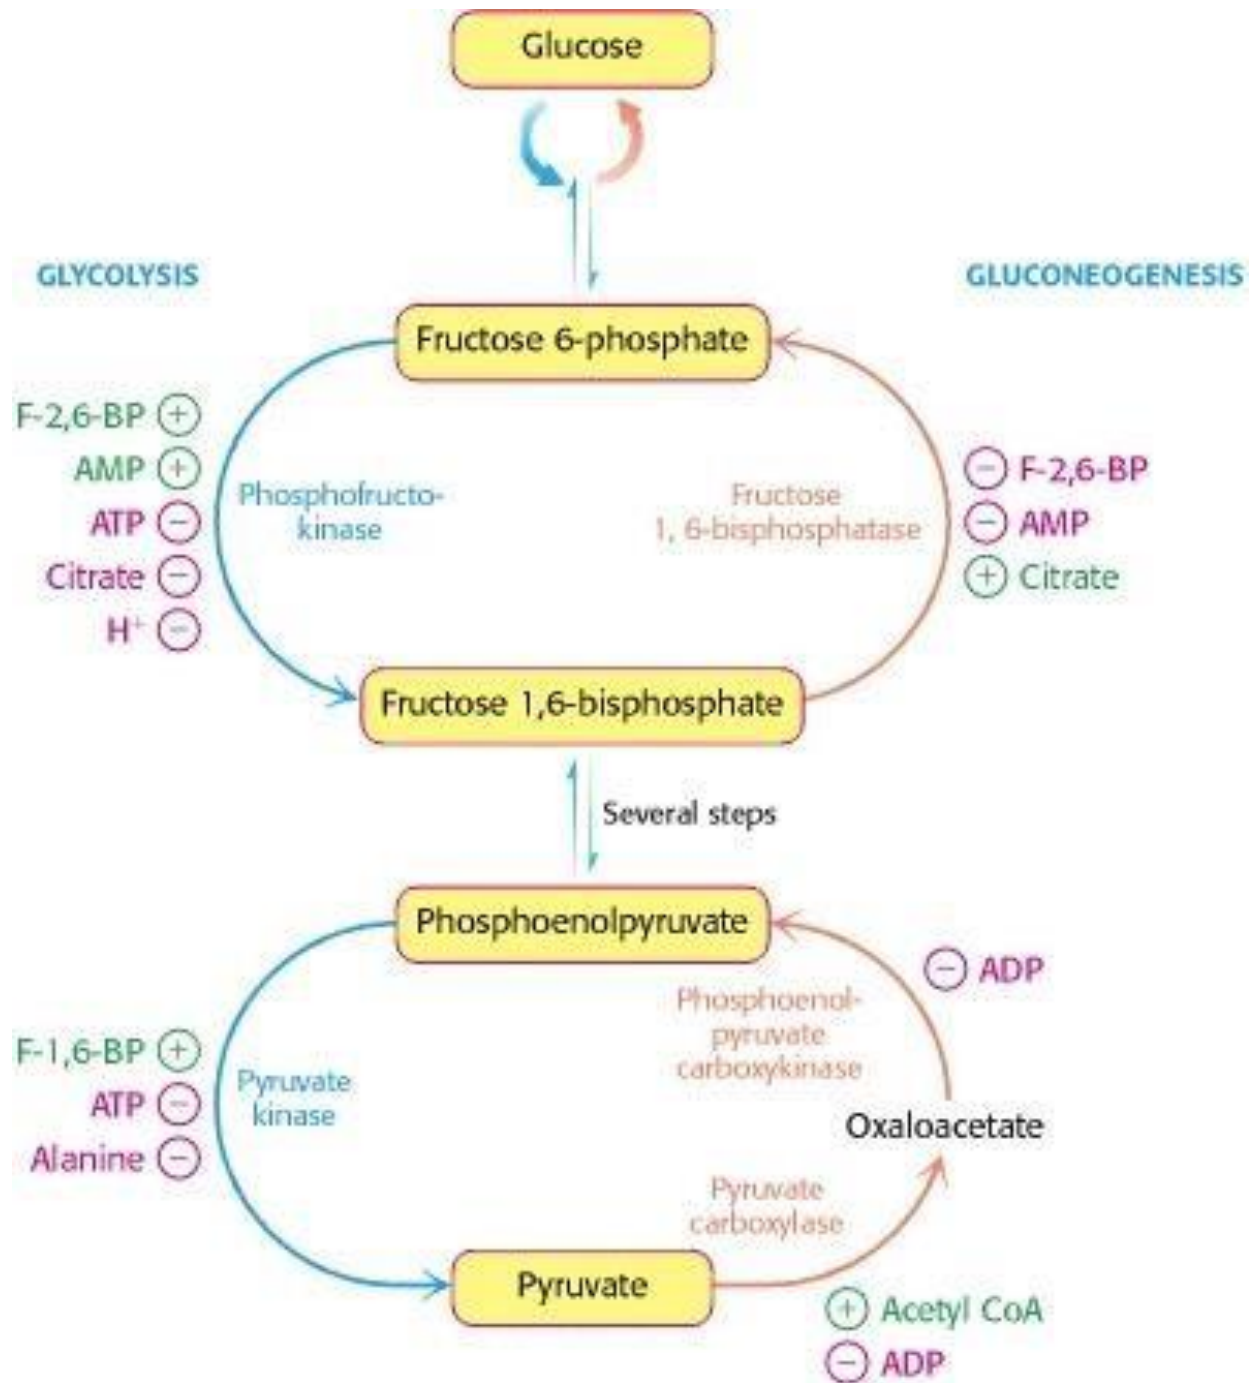 Glucose
GLYCOLYSIS
GLUCONEOGENESIS
Fructose 6-phosphate
F-2,6-BP +
AMP +
ATP −
Citrate −
H⁺ −
Phosphofructo-
kinase
Fructose
1, 6-bisphosphatase
− F-2,6-BP
− AMP
+ Citrate
Fructose 1,6-bisphosphate
Several steps
Phosphoenolpyruvate
− ADP
Phosphoenol-
pyruvate
carboxykinase
F-1,6-BP +
ATP −
Alanine −
Pyruvate
kinase
Oxaloacetate
Pyruvate
carboxylase
Pyruvate
+ Acetyl CoA
− ADP